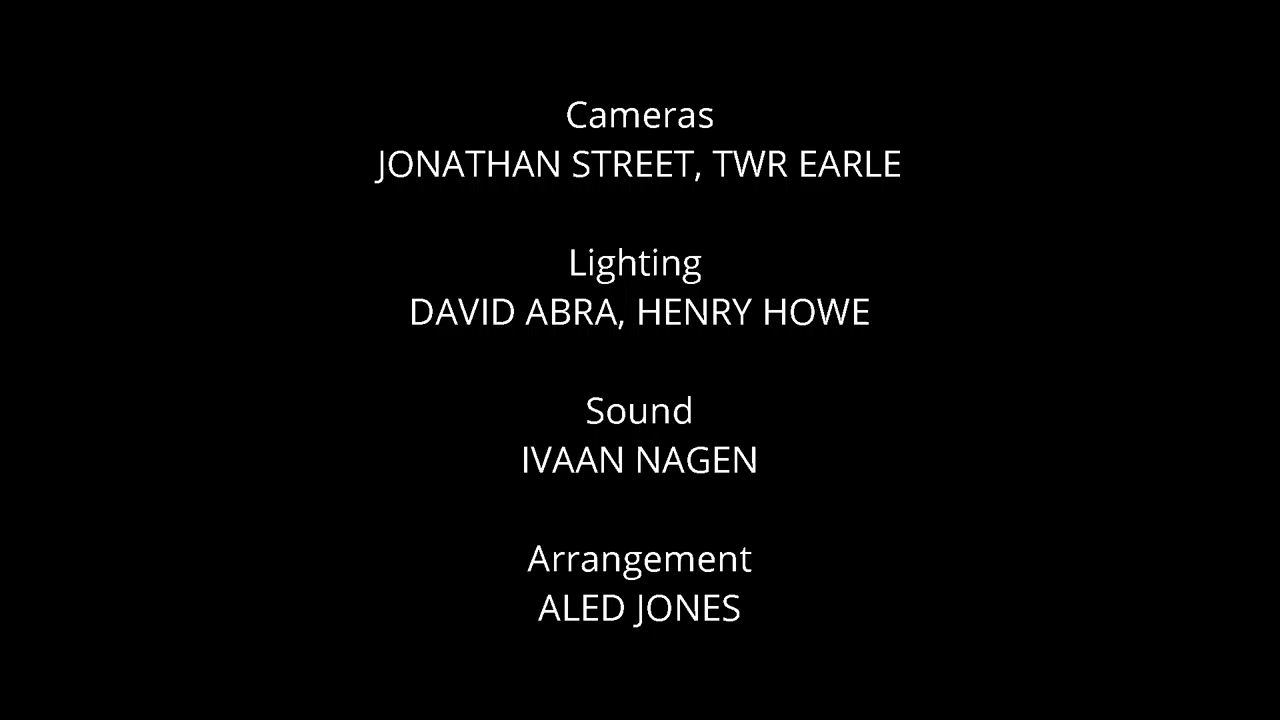 Cameras
JONATHAN STREET, TWR EARLE
Lighting
DAVID ABRA, HENRY HOWE
Sound
IVAAN NAGEN
Arrangement
ALED JONES